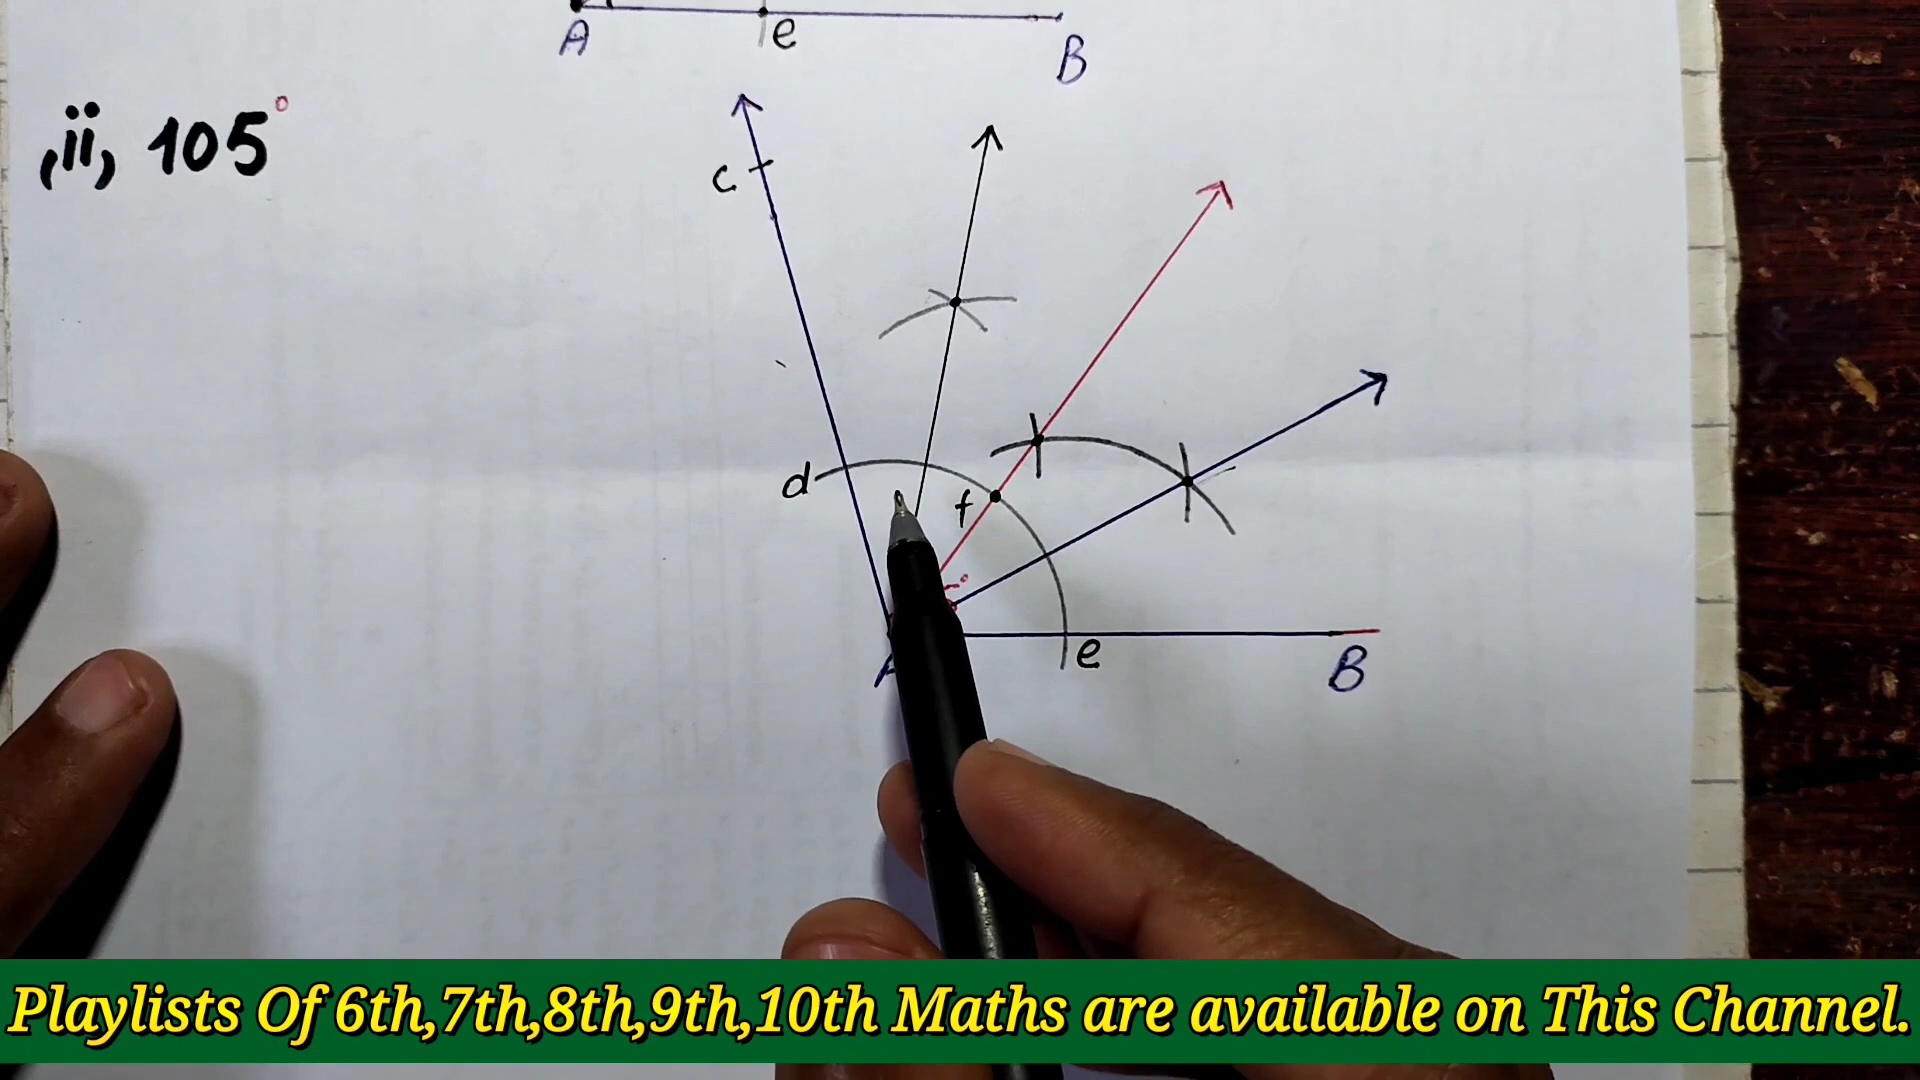 A e B
,ii, 105°
c
d
f
e
A B
Playlists Of 6th,7th,8th,9th,10th Maths are available on This Channel.